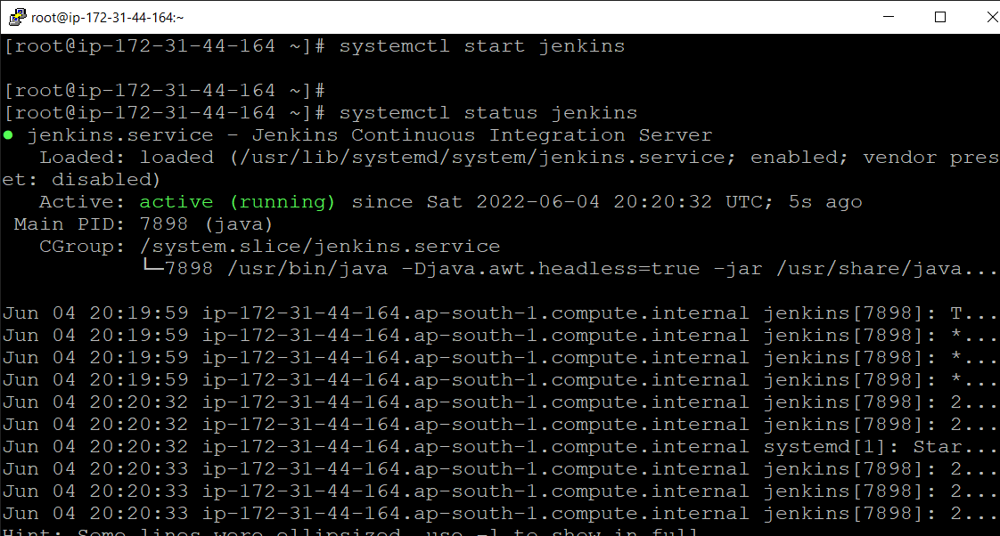 root@ip-172-31-44-164:~
[root@ip-172-31-44-164 ~]# systemctl start jenkins
[root@ip-172-31-44-164 ~]#
[root@ip-172-31-44-164 ~]# systemctl status jenkins
● jenkins.service - Jenkins Continuous Integration Server
   Loaded: loaded (/usr/lib/systemd/system/jenkins.service; enabled; vendor pres
et: disabled)
   Active: active (running) since Sat 2022-06-04 20:20:32 UTC; 5s ago
 Main PID: 7898 (java)
   CGroup: /system.slice/jenkins.service
           └─7898 /usr/bin/java -Djava.awt.headless=true -jar /usr/share/java...
Jun 04 20:19:59 ip-172-31-44-164.ap-south-1.compute.internal jenkins[7898]: T...
Jun 04 20:19:59 ip-172-31-44-164.ap-south-1.compute.internal jenkins[7898]: *...
Jun 04 20:19:59 ip-172-31-44-164.ap-south-1.compute.internal jenkins[7898]: *...
Jun 04 20:19:59 ip-172-31-44-164.ap-south-1.compute.internal jenkins[7898]: *...
Jun 04 20:20:32 ip-172-31-44-164.ap-south-1.compute.internal jenkins[7898]: 2...
Jun 04 20:20:32 ip-172-31-44-164.ap-south-1.compute.internal jenkins[7898]: 2...
Jun 04 20:20:32 ip-172-31-44-164.ap-south-1.compute.internal systemd[1]: Star...
Jun 04 20:20:33 ip-172-31-44-164.ap-south-1.compute.internal jenkins[7898]: 2...
Jun 04 20:20:33 ip-172-31-44-164.ap-south-1.compute.internal jenkins[7898]: 2...
Jun 04 20:20:33 ip-172-31-44-164.ap-south-1.compute.internal jenkins[7898]: 2...
Hint: Some lines were ellipsized, use -l to show in full